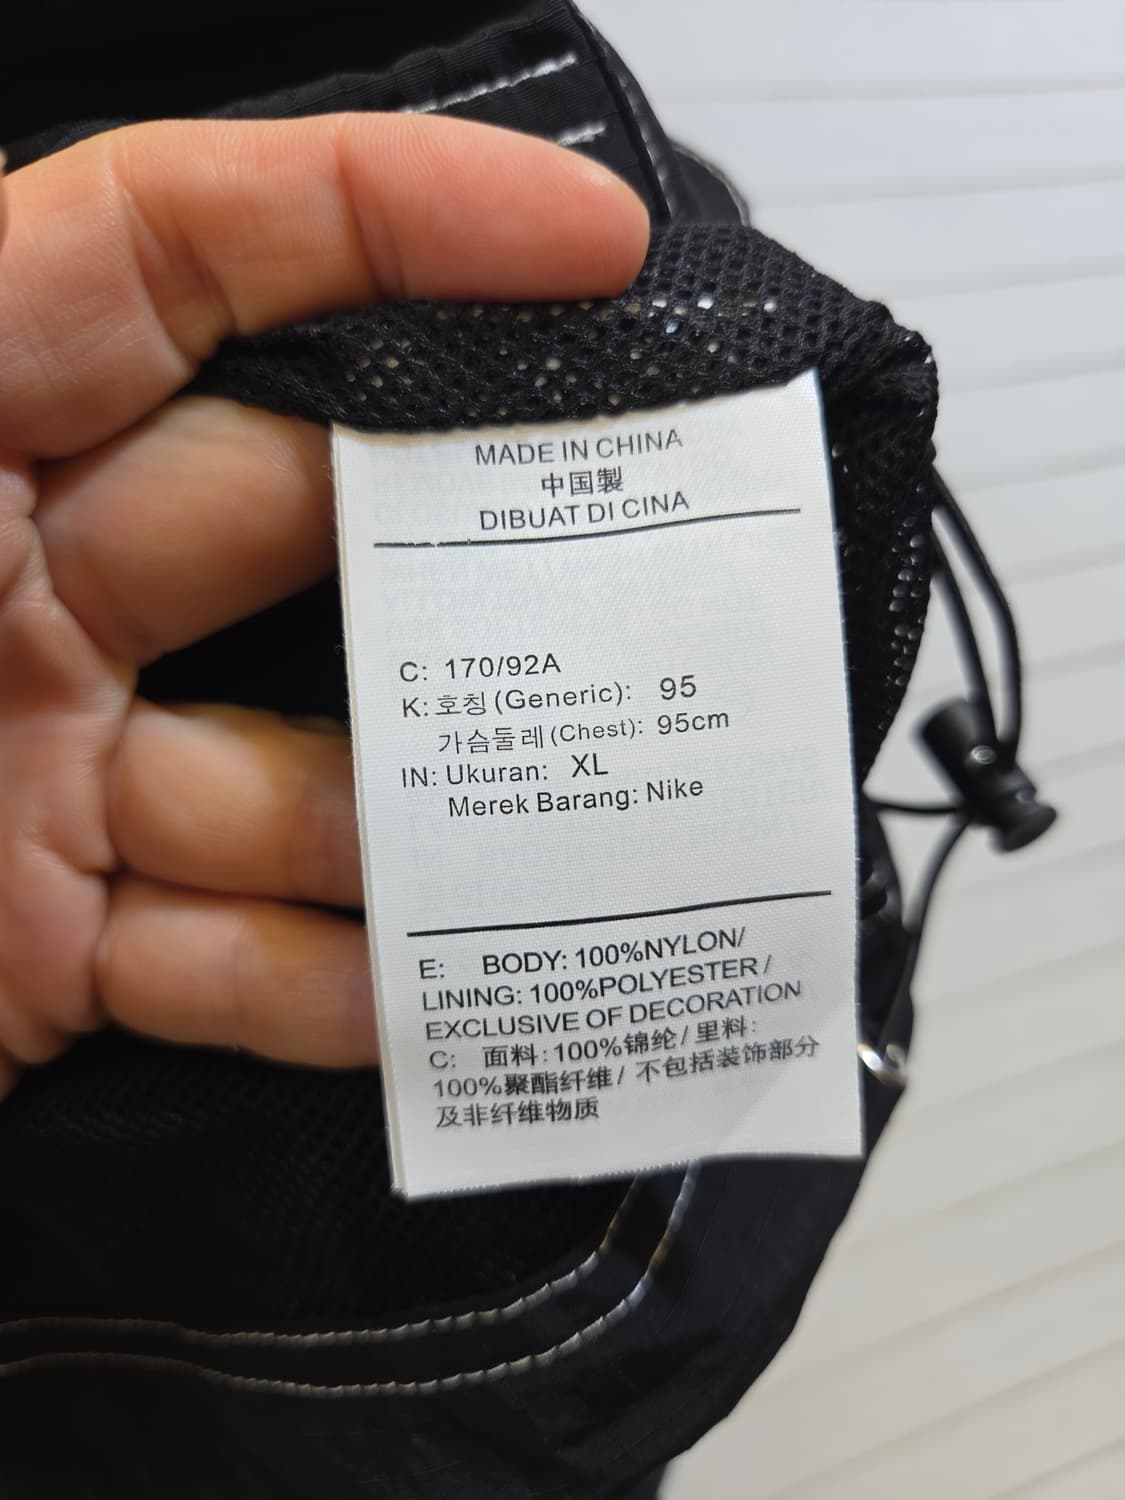 MADE IN CHINA
中国製
DIBUAT DI CINA
C: 170/92A
K: 호칭 (Generic): 95
가슴둘레 (Chest): 95cm
IN: Ukuran: XL
Merek Barang: Nike
E: BODY: 100%NYLON/
LINING: 100%POLYESTER /
EXCLUSIVE OF DECORATION
C: 面料: 100%锦纶 / 里料:
100%聚酯纤维 / 不包括装饰部分
及非纤维物质